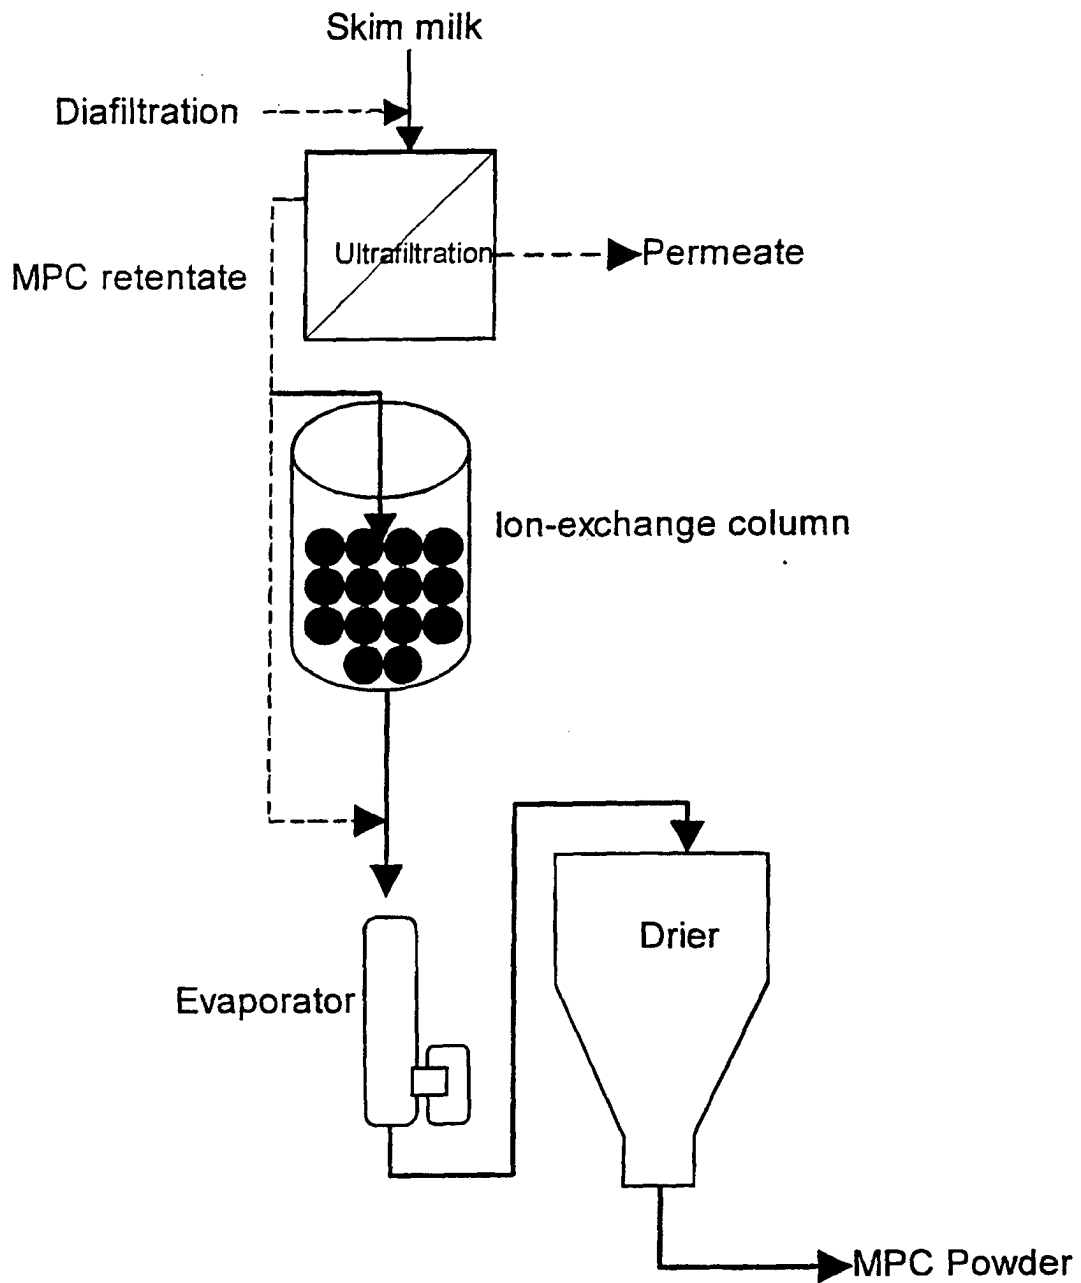 Skim milk
Diafiltration
Ultrafiltration
Permeate
MPC retentate
Ion-exchange column
Drier
Evaporator
MPC Powder